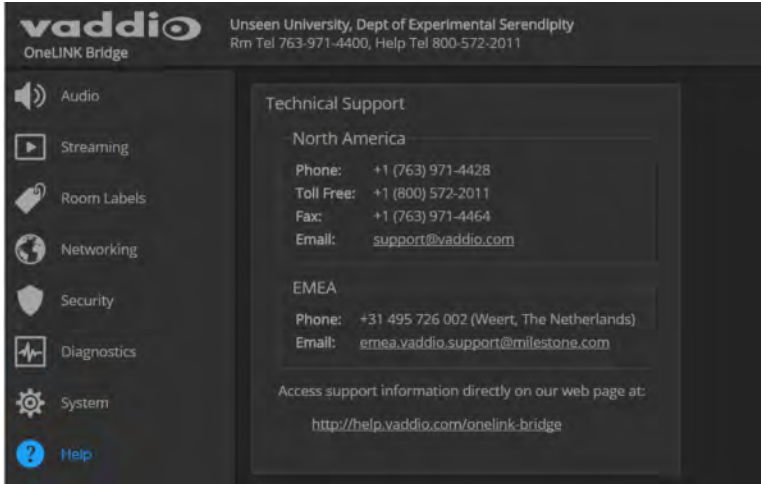 vaddio
OneLINK Bridge
Unseen University, Dept of Experimental Serendipity
Rm Tel 763-971-4400, Help Tel 800-572-2011
Audio
Streaming
Room Labels
Networking
Security
Diagnostics
System
? Help
Technical Support
North America
Phone: +1 (763) 971-4428
Toll Free: +1 (800) 572-2011
Fax: +1 (763) 971-4464
Email: support@vaddio.com
EMEA
Phone: +31 495 726 002 (Weert, The Netherlands)
Email: emea.vaddio.support@milestone.com
Access support information directly on our web page at:
http://help.vaddio.com/onelink-bridge